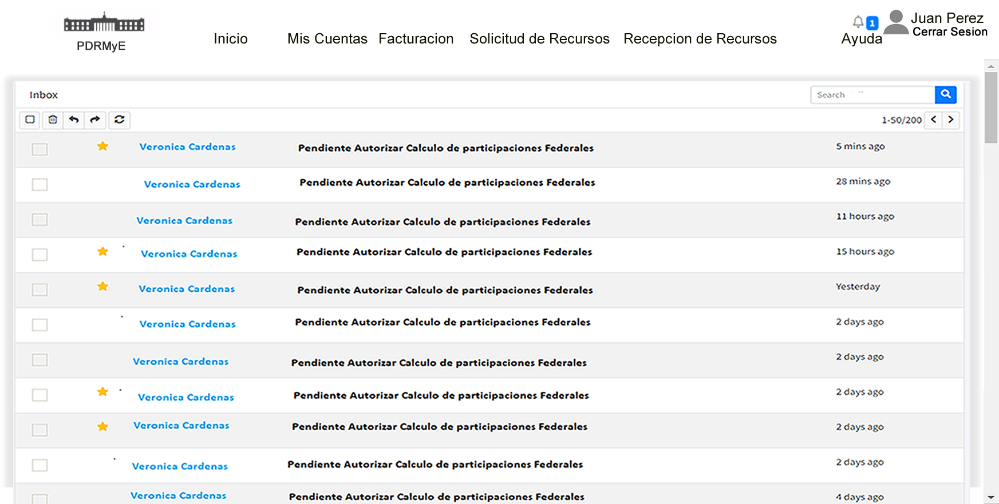 PDRMyE
Inicio Mis Cuentas Facturacion Solicitud de Recursos Recepcion de Recursos Ayuda
1 Juan Perez
Cerrar Sesion
Inbox
Search
1-50/200
Veronica Cardenas Pendiente Autorizar Calculo de participaciones Federales 5 mins ago
Veronica Cardenas Pendiente Autorizar Calculo de participaciones Federales 28 mins ago
Veronica Cardenas Pendiente Autorizar Calculo de participaciones Federales 11 hours ago
Veronica Cardenas Pendiente Autorizar Calculo de participaciones Federales 15 hours ago
Veronica Cardenas Pendiente Autorizar Calculo de participaciones Federales Yesterday
Veronica Cardenas Pendiente Autorizar Calculo de participaciones Federales 2 days ago
Veronica Cardenas Pendiente Autorizar Calculo de participaciones Federales 2 days ago
Veronica Cardenas Pendiente Autorizar Calculo de participaciones Federales 2 days ago
Veronica Cardenas Pendiente Autorizar Calculo de participaciones Federales 2 days ago
Veronica Cardenas Pendiente Autorizar Calculo de participaciones Federales 2 days ago
Veronica Cardenas Pendiente Autorizar Calculo de participaciones Federales 4 days ago